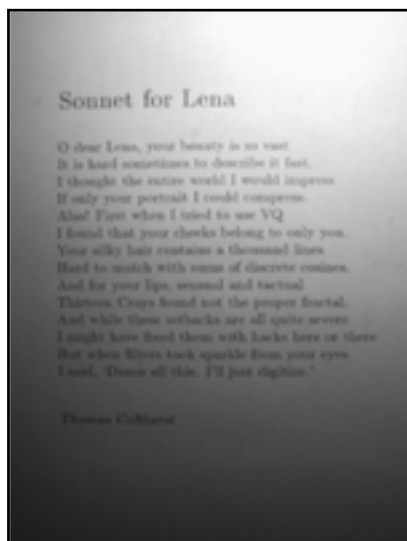 Sonnet for Lena
O dear Lena, your beauty is so vast
It is hard sometimes to describe it fast.
I thought the entire world I would impress
If only your portrait I could compress.
Alas! First when I tried to use VQ
I found that your cheeks belong to only you.
Your silky hair contains a thousand lines
Hard to match with sums of discrete cosines.
And for your lips, sensual and tactual
Thirteen Crays found not the proper fractal.
And while these setbacks are all quite severe
I might have fixed them with hacks here or there
But when filters took sparkle from your eyes
I said, 'Damn all this. I'll just digitize.'
Thomas Colthurst